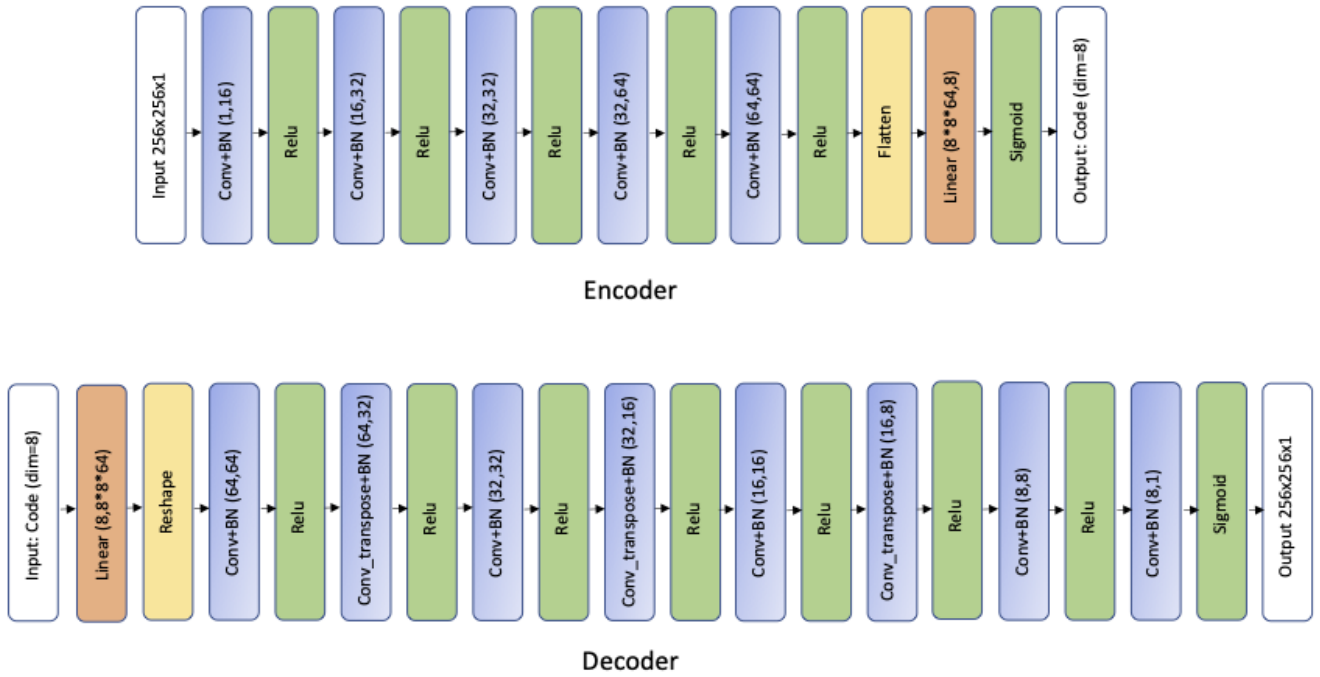 Input 256x256x1
Conv+BN (1,16)
Relu
Conv+BN (16,32)
Relu
Conv+BN (32,32)
Relu
Conv+BN (32,64)
Relu
Conv+BN (64,64)
Relu
Flatten
Linear (8*8*64,8)
Sigmoid
Output: Code (dim=8)
Encoder
Input: Code (dim=8)
Linear (8,8*8*64)
Reshape
Conv+BN (64,64)
Relu
Conv_transpose+BN (64,32)
Relu
Conv+BN (32,32)
Relu
Conv_transpose+BN (32,16)
Relu
Conv+BN (16,16)
Relu
Conv_transpose+BN (16,8)
Relu
Conv+BN (8,8)
Relu
Conv+BN (8,1)
Sigmoid
Output 256x256x1
Decoder